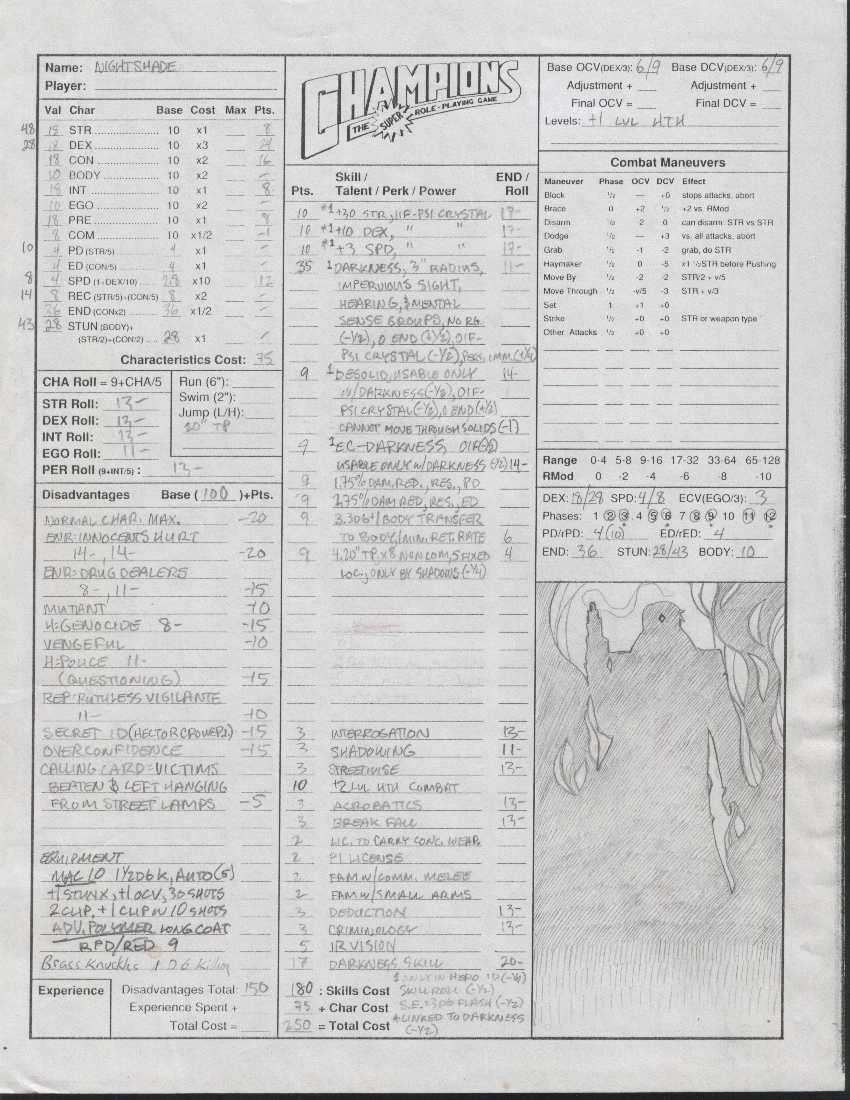 Name: NIGHTSHADE
Player:
Val Char Base Cost Max Pts.
48 18 STR 10 x1 8
28 18 DEX 10 x3 24
18 CON 10 x2 16
10 BODY 10 x2 -
18 INT 10 x1 8
10 EGO 10 x2 -
18 PRE 10 x1 8
8 COM 10 x1/2 -1
10 4 PD (STR/5) 4 x1 -
4 ED (CON/5) 4 x1 -
8 4 SPD (1+DEX/10) 2.8 x10 12
14 8 REC (STR/5)+(CON/5) 8 x2 -
36 END (CONx2) 36 x1/2 -
43 28 STUN (BODY)+
(STR/2)+(CON/2) 28 x1 -
Characteristics Cost: 75
CHA Roll = 9+CHA/5
STR Roll: 13-
DEX Roll: 13-
INT Roll: 13-
EGO Roll: 11-
PER Roll (9+INT/5) : 13-
Run (6"):
Swim (2"):
Jump (L/H):
20" TP
Disadvantages Base (100)+Pts.
NORMAL CHAR. MAX. -20
ENR: INNOCENTS HURT
14-, 14- -20
ENR: DRUG DEALERS
8-, 11- -15
MUTANT -10
H: GENOCIDE 8- -15
VENGEFUL -10
H: POLICE 11-
(QUESTIONING) -15
REP: RUTHLESS VIGILANTE
11- -10
SECRET ID (HECTOR) -15
OVERCONFIDENCE -15
CALLING CARD: VICTIMS
BEATEN & LEFT HANGING
FROM STREET LAMPS -5
EQUIPMENT
MAC 10 1 1/2D6 K, AUTO (5)
+1 STUNX, +1 OCV, 30 SHOTS
2 CLIP, +1 CLIP W/ 10 SHOTS
ADV. POLYMER LONG COAT
RPD/RED 9
Brass Knuckles 1 D6 Killing
Experience
Disadvantages Total: 150
Experience Spent +
Total Cost =
CHAMPIONS
THE SUPER ROLE-PLAYING GAME
Pts. Skill / Talent / Perk / Power END / Roll
10 #1 +30 STR, IIF-PSI CRYSTAL 17-
10 #1 +10 DEX, " " 17-
10 #1 +3 SPD, " " 17-
35 1 DARKNESS, 3" RADIUS, 11-
IMPERVIOUS SIGHT,
HEARING, & MENTAL
SENSE GROUPS, NO RG.
(-1/2), 0 END (+1/2), OIF-
PSI CRYSTAL (-1/2), PERS. IMM. (+1/4)
9 1 DESOLID, USABLE ONLY 14-
W/DARKNESS (-1/2), OIF-
PSI CRYSTAL (-1/2), 0 END (+1/2)
CANNOT MOVE THROUGH SOLIDS (-1)
9 1 EC-DARKNESS, OIF (-1/2)
USABLE ONLY W/DARKNESS (-1/2) 14-
9 1. 75% DAM. RED., RES., PD
9 2. 75% DAM RED, RES., ED
9 3. 3D6+1 BODY TRANSFER
TO BODY/MIN. RET. RATE 6
9 4. 20" TP, x8 NONCOM, 5 FIXED 4
LOC., ONLY BY SHADOWS (-1/4)
3 INTERROGATION 13-
3 SHADOWING 11-
3 STREETWISE 13-
10 +2 LVL HTH COMBAT
3 ACROBATICS 13-
3 BREAK FALL 13-
2 LIC. TO CARRY CONC. WEAP.
2 PI LICENSE
2 FAM W/COMM. MELEE
2 FAM W/SMALL ARMS
3 DEDUCTION 13-
3 CRIMINOLOGY 13-
5 IR VISION
17 DARKNESS SKILL 20-
1 ONLY IN HERO ID (-1/4)
180 : Skills Cost SKILL ROLL (-1/2)
75 + Char Cost S.E. 3D6 FLASH (-1/2)
250 = Total Cost LINKED TO DARKNESS
(-1/2)
Base OCV (DEX/3): 6/9 Base DCV (DEX/3): 6/9
Adjustment + Adjustment +
Final OCV = Final DCV =
Levels: +1 LVL HTH
Combat Maneuvers
Maneuver Phase OCV DCV Effect
Block 1/2 — +0 stops attacks, abort
Brace 0 +2 1/2 +2 vs. RMod
Disarm 1/2 -2 0 can disarm: STR vs STR
Dodge 1/2 — +3 vs. all attacks, abort
Grab 1/2 -1 -2 grab, do STR
Haymaker 1/2 0 -5 x1 1/2 STR before Pushing
Move By 1/2 -2 -2 STR/2 + v/5
Move Through 1/2 -v/5 -3 STR + v/3
Set 1 +1 +0
Strike 1/2 +0 +0 STR or weapon type
Other Attacks 1/2 +0 +0
Range 0-4 5-8 9-16 17-32 33-64 65-128
RMod 0 -2 -4 -6 -8 -10
DEX: 18/28 SPD: 4/8 ECV(EGO/3): 3
Phases: 1 2 3 4 5 6 7 8 9 10 11 12
PD/rPD: 4 (10) ED/rED: 4
END: 36 STUN: 28/43 BODY: 10